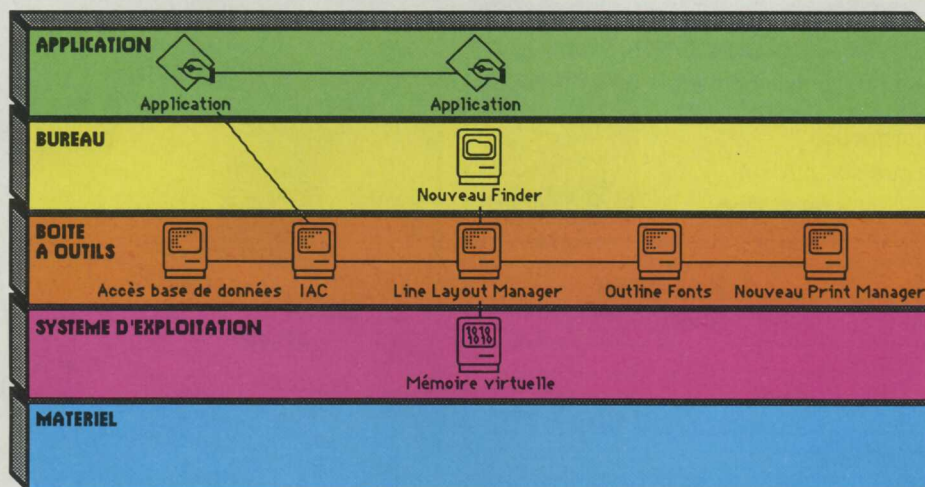 APPLICATION
Application Application
BUREAU
Nouveau Finder
BOITE
A OUTILS
Accès base de données IAC Line Layout Manager Outline Fonts Nouveau Print Manager
SYSTEME D'EXPLOITATION
Mémoire virtuelle
MATERIEL